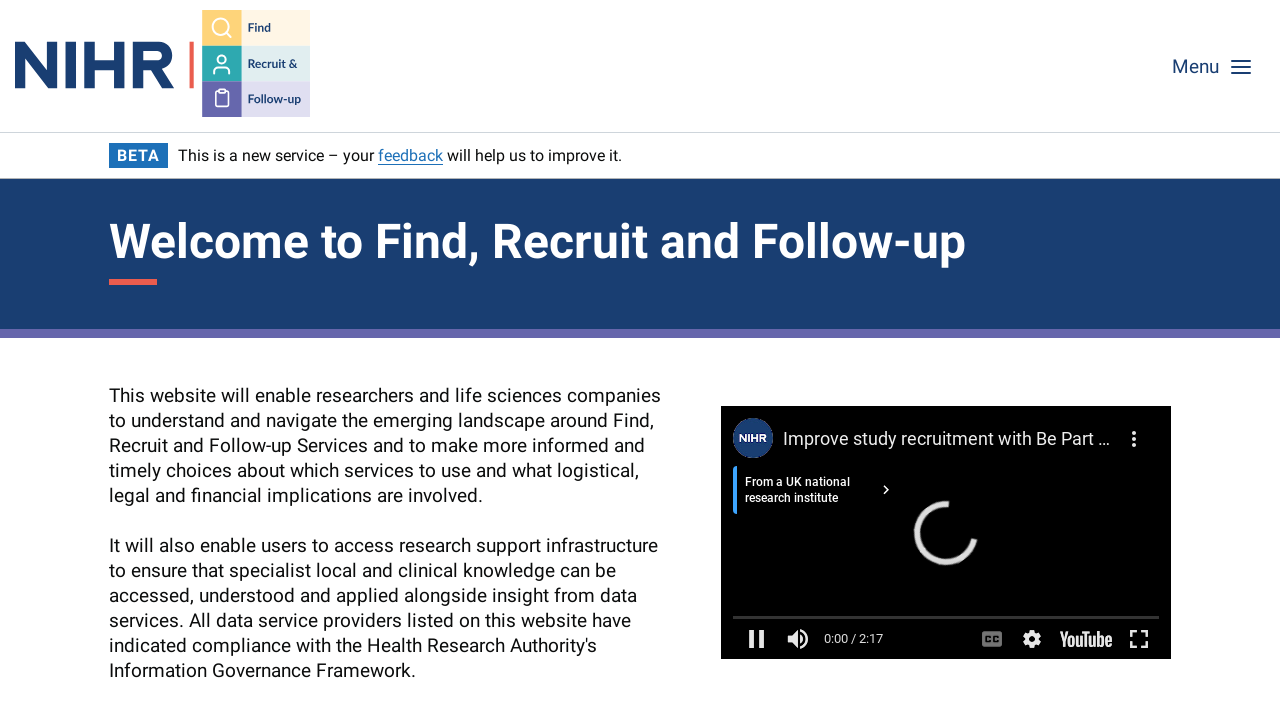 NIHR
Find
Recruit &
Follow-up
Menu
BETA This is a new service – your feedback will help us to improve it.
Welcome to Find, Recruit and Follow-up
This website will enable researchers and life sciences companies
to understand and navigate the emerging landscape around Find,
Recruit and Follow-up Services and to make more informed and
timely choices about which services to use and what logistical,
legal and financial implications are involved.
It will also enable users to access research support infrastructure
to ensure that specialist local and clinical knowledge can be
accessed, understood and applied alongside insight from data
services. All data service providers listed on this website have
indicated compliance with the Health Research Authority's
Information Governance Framework.
NIHR
Improve study recruitment with Be Part ...
From a UK national
research institute
0:00 / 2:17
CC
YouTube